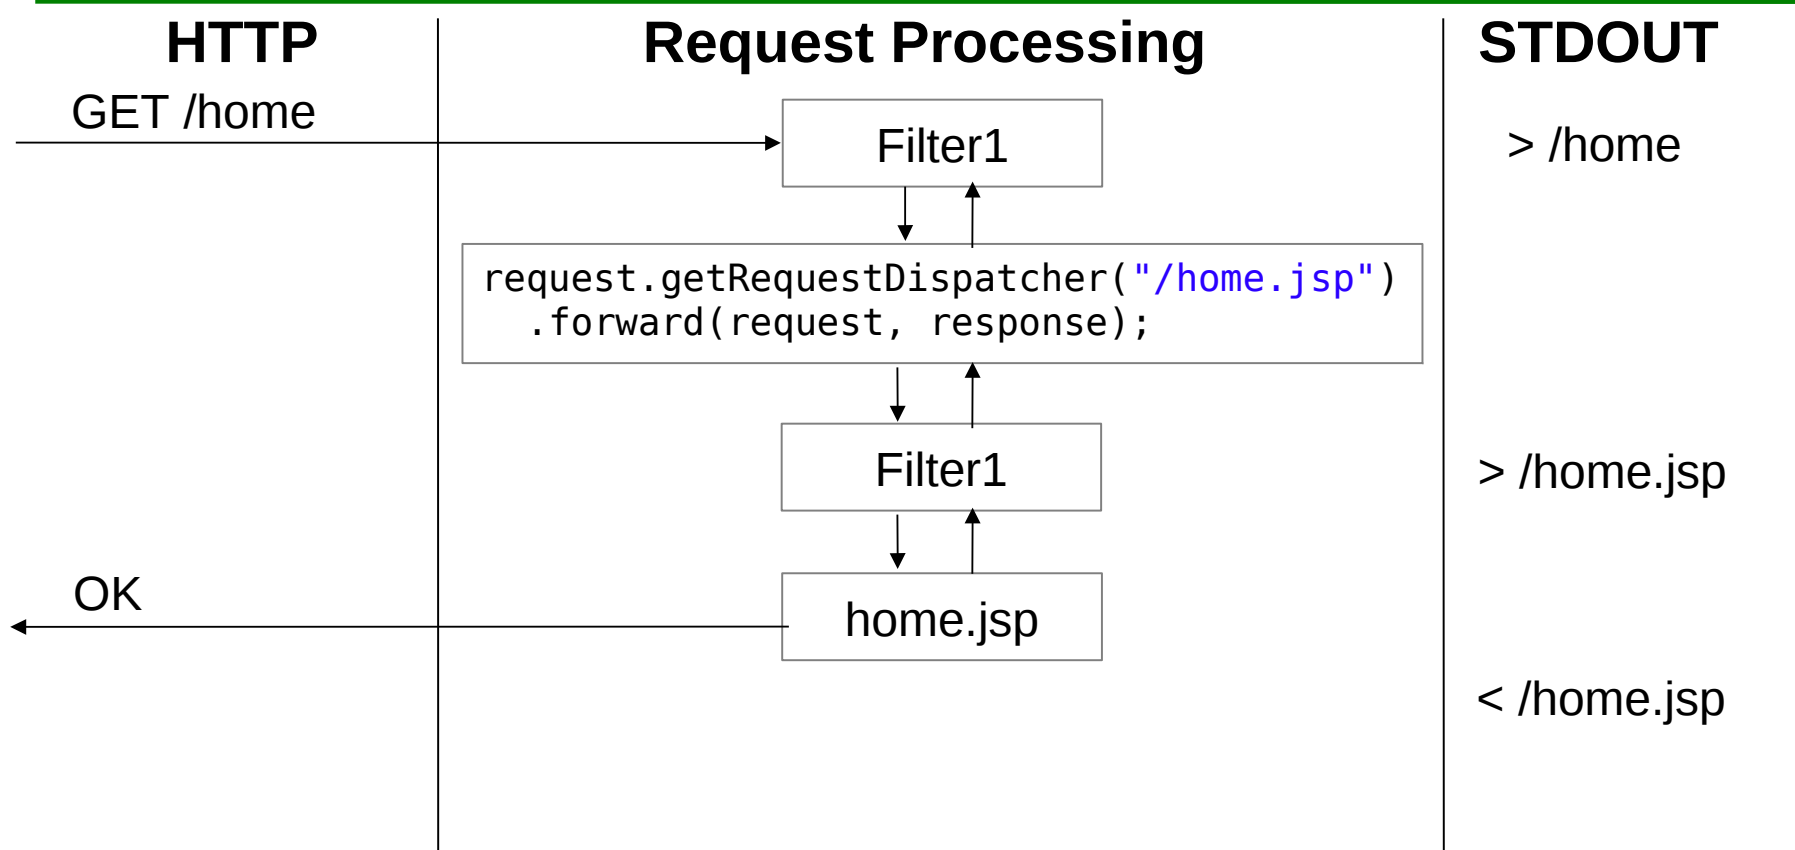 HTTP
Request Processing
STDOUT
GET /home
Filter1
> /home
request.getRequestDispatcher("/home.jsp")
.forward(request, response);
Filter1
> /home.jsp
OK
home.jsp
< /home.jsp